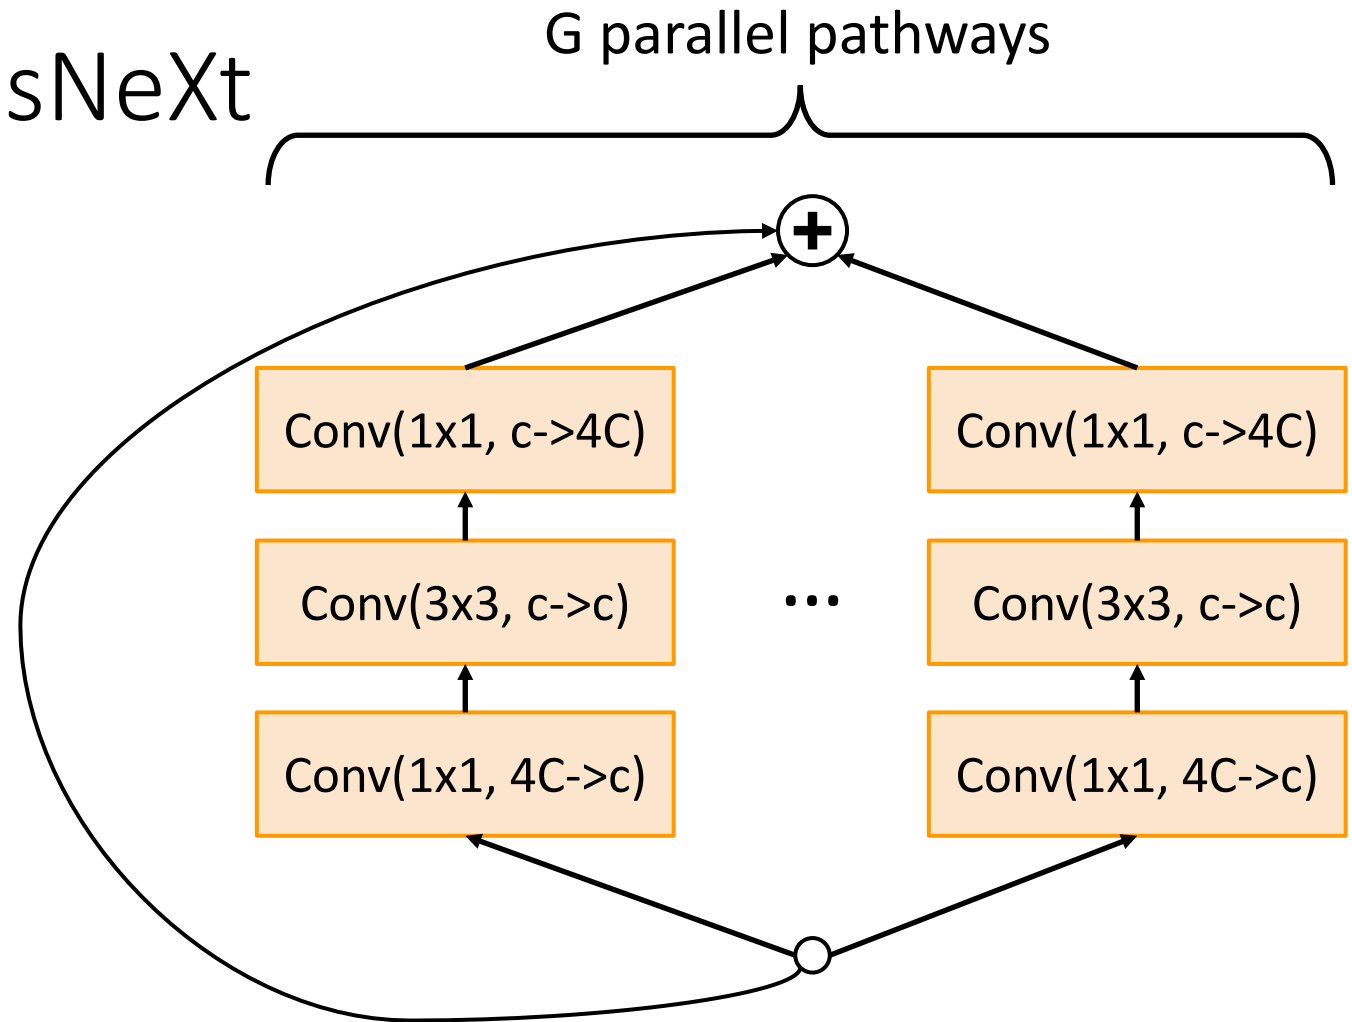 G parallel pathways
sNeXt
Conv(1x1, c->4C)
Conv(1x1, c->4C)
Conv(3x3, c->c)
...
Conv(3x3, c->c)
Conv(1x1, 4C->c)
Conv(1x1, 4C->c)